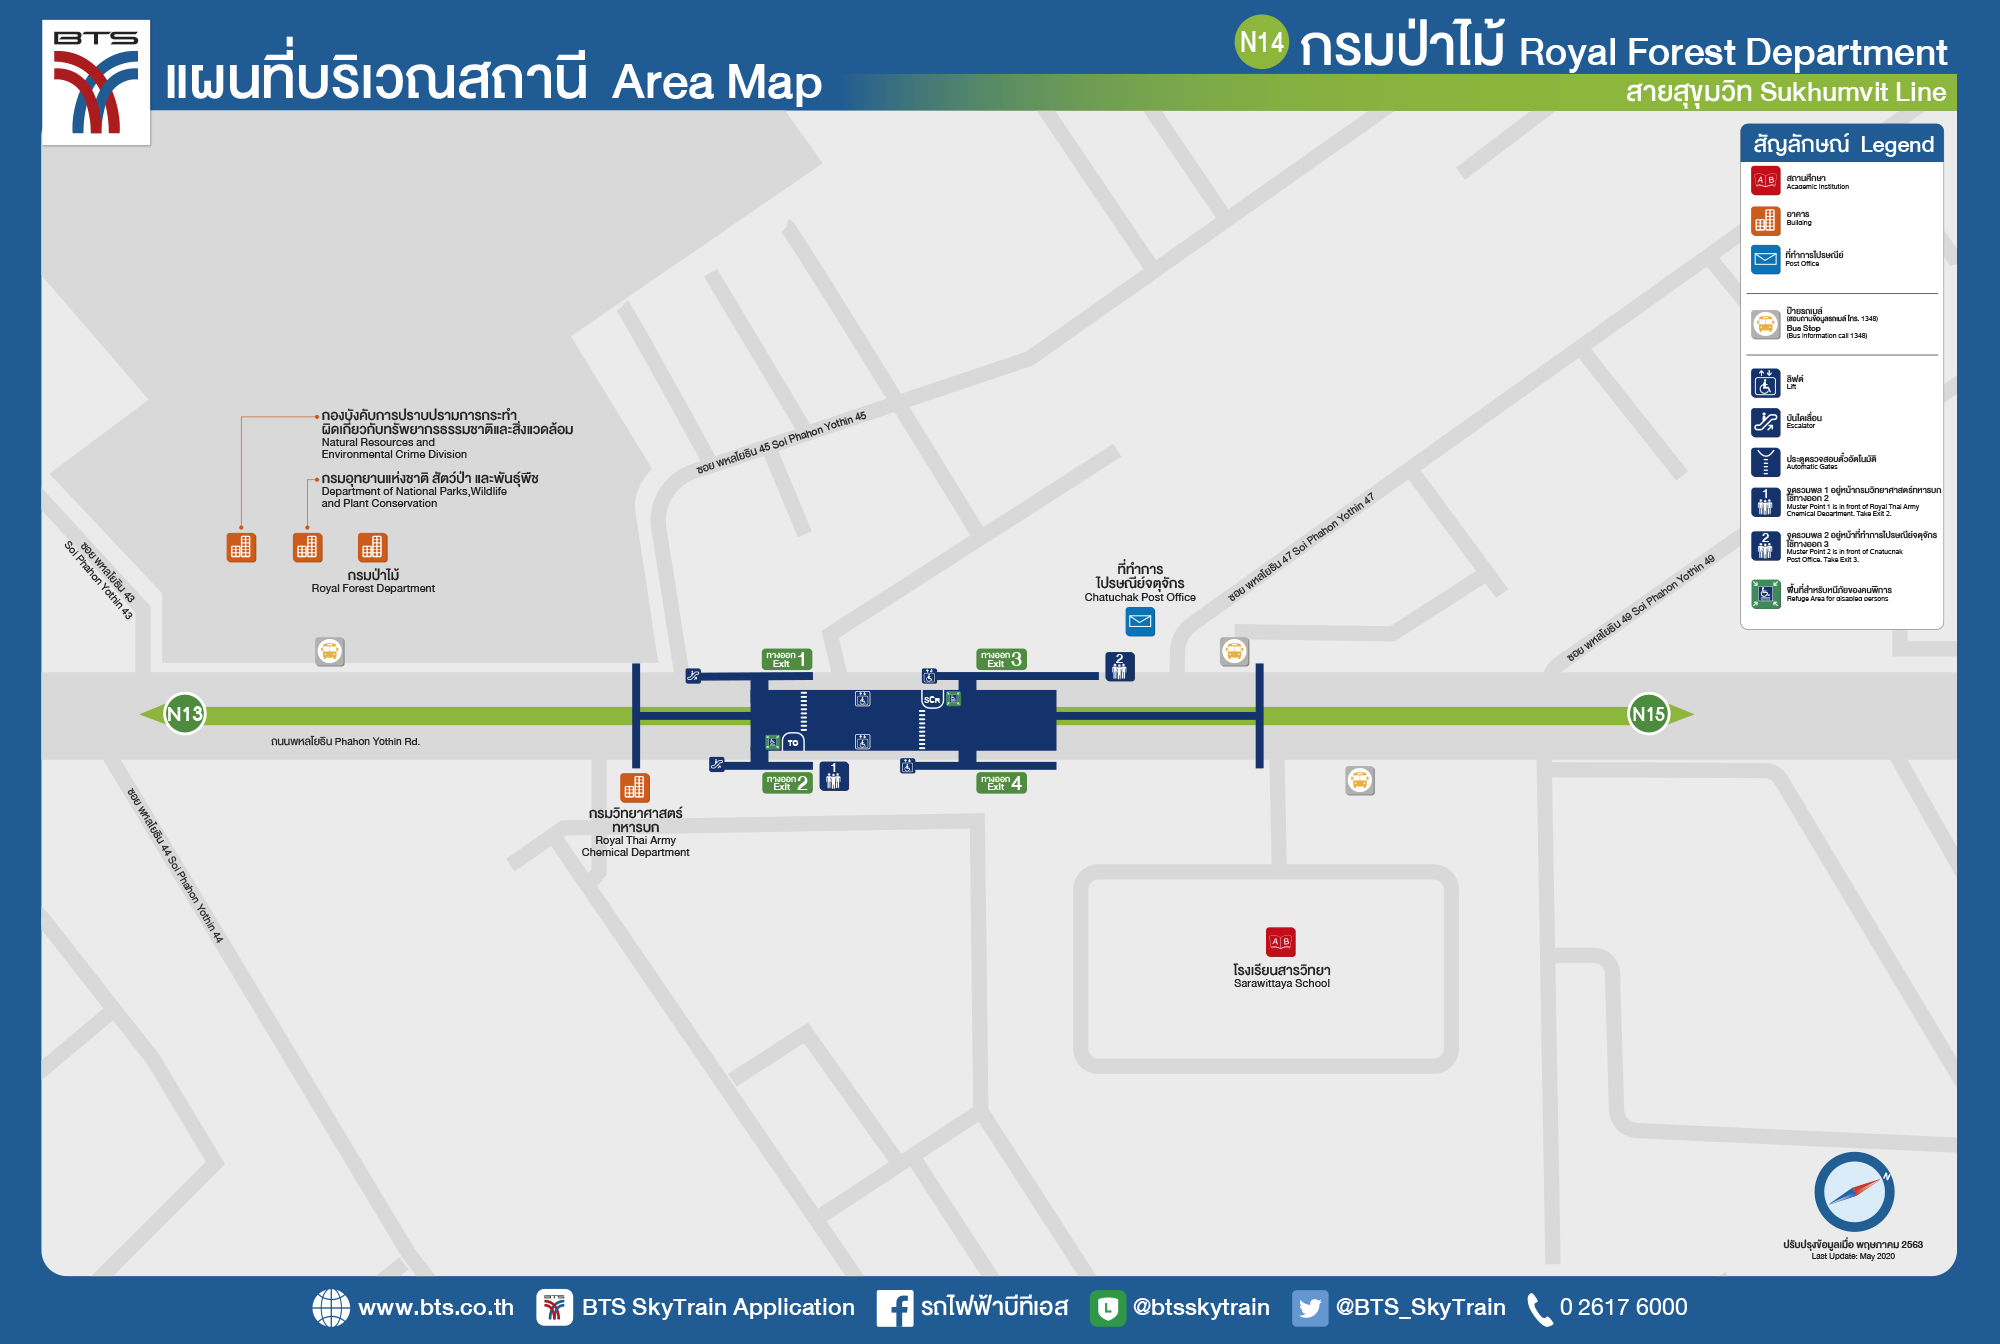 BTS
แผนที่บริเวณสถานี Area Map
N14 กรมป่าไม้ Royal Forest Department
สายสุขุมวิท Sukhumvit Line
สัญลักษณ์ Legend
A B
สถานศึกษา
Academic Institution
อาคาร
Building
ที่ทำการไปรษณีย์
Post Office
ป้ายรถเมล์
(สอบถามข้อมูลรถเมล์ โทร. 1348)
Bus Stop
(Bus information call 1348)
ลิฟต์
Lift
บันไดเลื่อน
Escalator
ประตูตรวจสอบตั๋วอัตโนมัติ
Automatic Gates
1
จุดรวมพล 1 อยู่หน้ากรมวิทยาศาสตร์ทหารบก
ใช้ทางออก 2
Muster Point 1 is in front of Royal Thai Army
Chemical Department. Take Exit 2.
2
จุดรวมพล 2 อยู่หน้าที่ทำการไปรษณีย์จตุจักร
ใช้ทางออก 3
Muster Point 2 is in front of Chatuchak
Post Office. Take Exit 3.
พื้นที่สำหรับหนีภัยของคนพิการ
Refuge Area for disabled persons
กองบังคับการปราบปรามการกระทำ
ผิดเกี่ยวกับทรัพยากรธรรมชาติและสิ่งแวดล้อม
Natural Resources and
Environmental Crime Division
กรมอุทยานแห่งชาติ สัตว์ป่า และพันธุ์พืช
Department of National Parks,Wildlife
and Plant Conservation
กรมป่าไม้
Royal Forest Department
ซอย พหลโยธิน 43
Soi Phahon Yothin 43
ซอย พหลโยธิน 45 Soi Phahon Yothin 45
ซอย พหลโยธิน 47 Soi Phahon Yothin 47
ซอย พหลโยธิน 49 Soi Phahon Yothin 49
ที่ทำการ
ไปรษณีย์จตุจักร
Chatuchak Post Office
ทางออก
Exit 1
ทางออก
Exit 3
2
SCR
N13
N15
TO
ถนนพหลโยธิน Phahon Yothin Rd.
ทางออก
Exit 2
1
ทางออก
Exit 4
กรมวิทยาศาสตร์
ทหารบก
Royal Thai Army
Chemical Department
ซอย พหลโยธิน 44 Soi Phahon Yothin 44
A B
โรงเรียนสารวิทยา
Sarawittaya School
N
ปรับปรุงข้อมูลเมื่อ พฤษภาคม 2563
Last Update: May 2020
www.bts.co.th
BTS
BTS SkyTrain Application
รถไฟฟ้าบีทีเอส
L
@btsskytrain
@BTS_SkyTrain
0 2617 6000